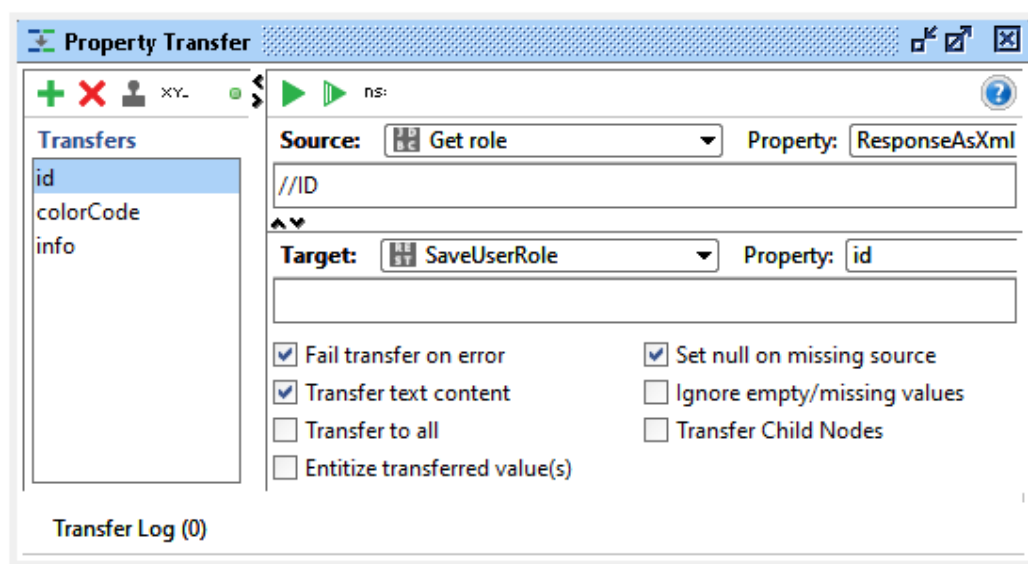 Property Transfer
XY- ns: ?
Transfers
id
colorCode
info
Source: JDBC Get role Property: ResponseAsXml
//ID
Target: REST SaveUserRole Property: id
Fail transfer on error Set null on missing source
Transfer text content Ignore empty/missing values
Transfer to all Transfer Child Nodes
Entitize transferred value(s)
Transfer Log (0)